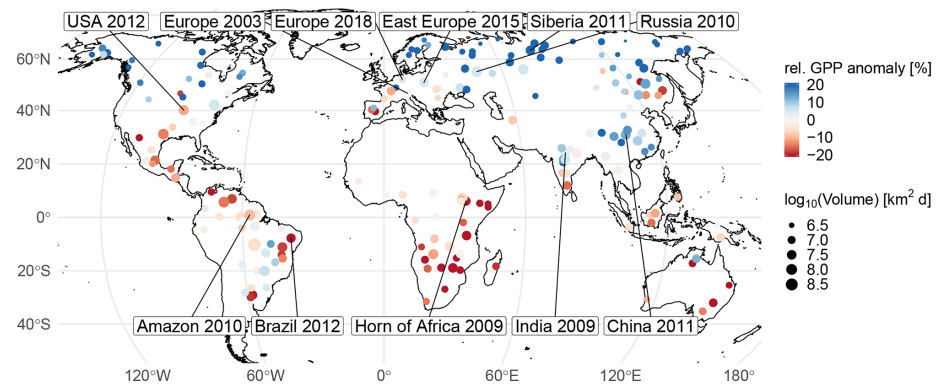 USA 2012 Europe 2003 Europe 2018 East Europe 2015 Siberia 2011 Russia 2010
60°N
40°N
20°N
0°
20°S
40°S
Amazon 2010 Brazil 2012 Horn of Africa 2009 India 2009 China 2011
120°W 60°W 0° 60°E 120°E 180°
rel. GPP anomaly [%]
20
10
0
−10
−20
log10(Volume) [km² d]
6.5
7.0
7.5
8.0
8.5